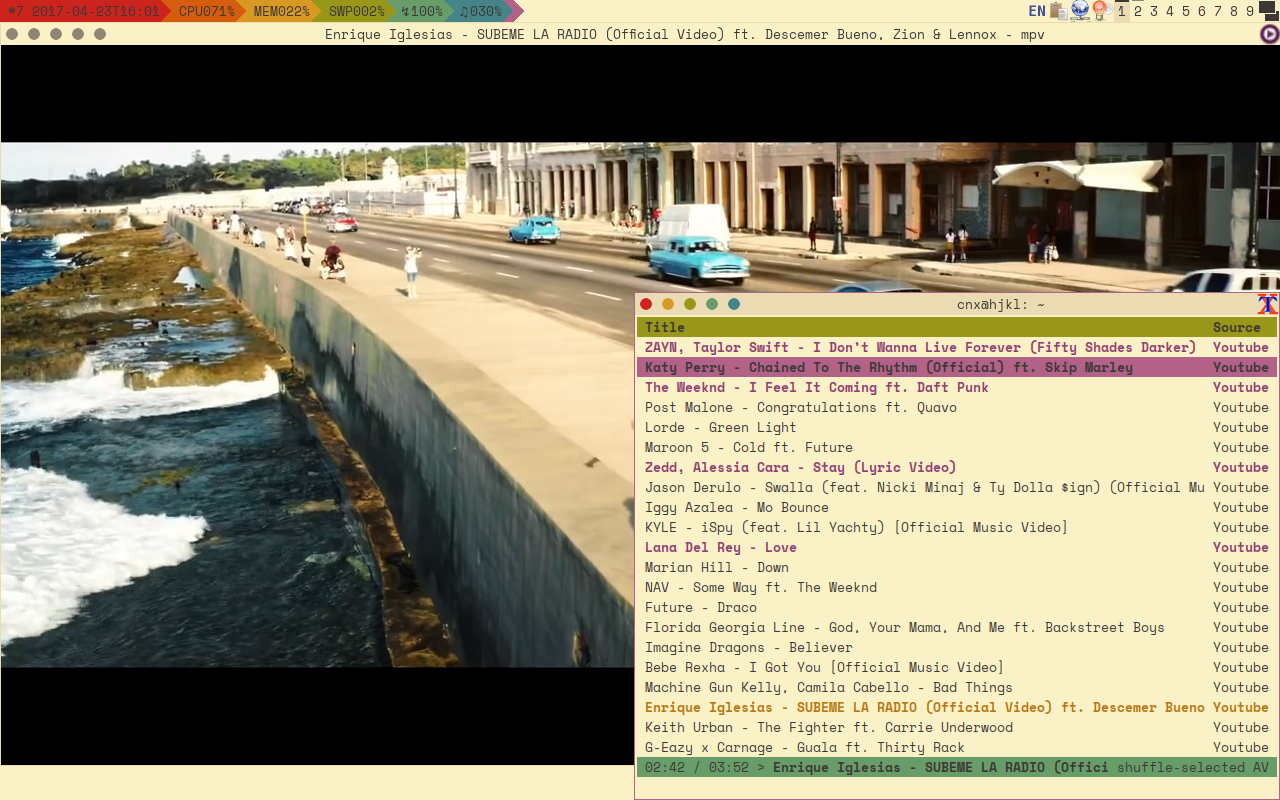 #7 2017-04-23T16:01 CPU071% MEM022% SWP002% ↯100% ♫030% EN 1 2 3 4 5 6 7 8 9
Enrique Iglesias - SUBEME LA RADIO (Official Video) ft. Descemer Bueno, Zion & Lennox - mpv
cnx@hjkl: ~
Title Source
ZAYN, Taylor Swift - I Don't Wanna Live Forever (Fifty Shades Darker) Youtube
Katy Perry - Chained To The Rhythm (Official) ft. Skip Marley Youtube
The Weeknd - I Feel It Coming ft. Daft Punk Youtube
Post Malone - Congratulations ft. Quavo Youtube
Lorde - Green Light Youtube
Maroon 5 - Cold ft. Future Youtube
Zedd, Alessia Cara - Stay (Lyric Video) Youtube
Jason Derulo - Swalla (feat. Nicki Minaj & Ty Dolla $ign) (Official Mu Youtube
Iggy Azalea - Mo Bounce Youtube
KYLE - iSpy (feat. Lil Yachty) [Official Music Video] Youtube
Lana Del Rey - Love Youtube
Marian Hill - Down Youtube
NAV - Some Way ft. The Weeknd Youtube
Future - Draco Youtube
Florida Georgia Line - God, Your Mama, And Me ft. Backstreet Boys Youtube
Imagine Dragons - Believer Youtube
Bebe Rexha - I Got You [Official Music Video] Youtube
Machine Gun Kelly, Camila Cabello - Bad Things Youtube
Enrique Iglesias - SUBEME LA RADIO (Official Video) ft. Descemer Bueno Youtube
Keith Urban - The Fighter ft. Carrie Underwood Youtube
G-Eazy x Carnage - Guala ft. Thirty Rack Youtube
02:42 / 03:52 > Enrique Iglesias - SUBEME LA RADIO (Offici shuffle-selected AV